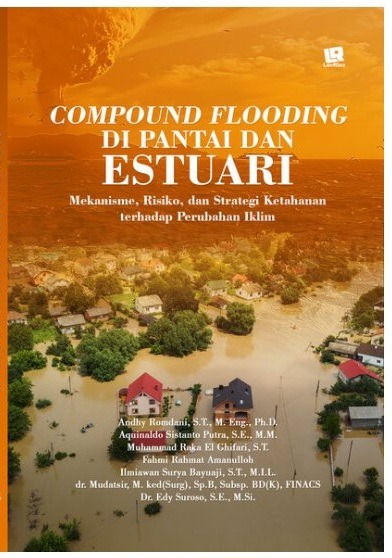 LR
COMPOUND FLOODING
DI PANTAI DAN
ESTUARI
Mekanisme, Risiko, dan Strategi Ketahanan
terhadap Perubahan Iklim
Andhy Romdani, S.T., M. Eng., Ph.D.
Aquinaldo Sistanto Putra, S.E., M.M.
Muhammad Raka El Ghifari, S.T.
Fahmi Rahmat Amanulloh
Ilmiawan Surya Bayuaji, S.T., M.I.L.
dr. Mudatsir, M. ked(Surg), Sp.B, Subsp. BD(K), FINACS
Dr. Edy Suroso, S.E., M.Si.